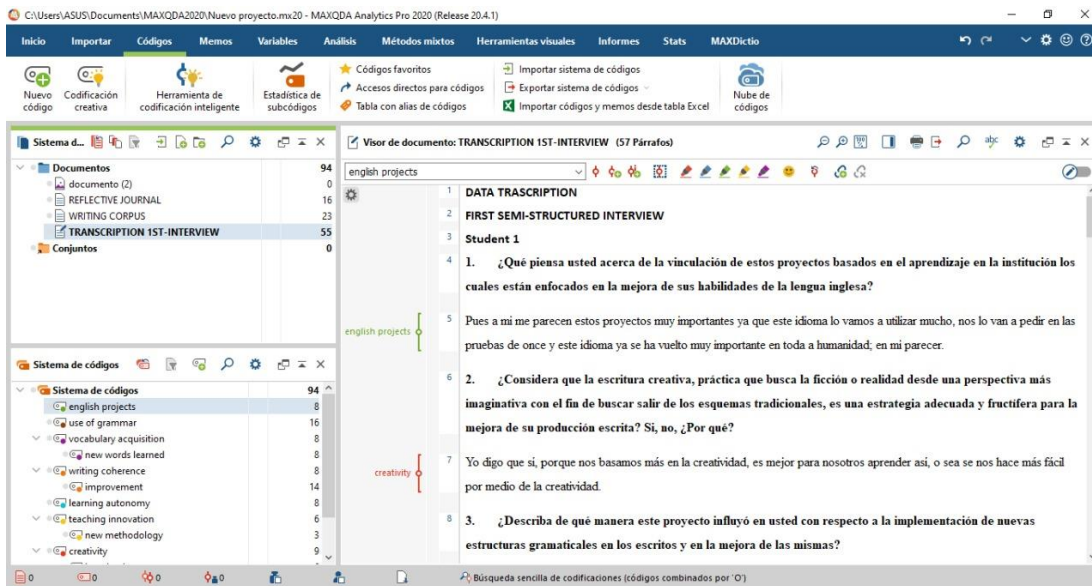 C:\Users\ASUS\Documents\MAXQDA2020\Nuevo proyecto.mx20 - MAXQDA Analytics Pro 2020 (Release 20.4.1)
Inicio Importar Códigos Memos Variables Análisis Métodos mixtos Herramientas visuales Informes Stats MAXDictio
Nuevo código
Codificación creativa
Herramienta de codificación inteligente
Estadística de subcódigos
Códigos favoritos
Accesos directos para códigos
Tabla con alias de códigos
Importar sistema de códigos
Exportar sistema de códigos
Importar códigos y memos desde tabla Excel
Nube de códigos
Sistema d...
Documentos 94
documento (2) 0
REFLECTIVE JOURNAL 16
WRITING CORPUS 23
TRANSCRIPTION 1ST-INTERVIEW 55
Conjuntos 0
Sistema de códigos
Sistema de códigos 94
english projects 8
use of grammar 16
vocabulary acquisition 8
new words learned 8
writing coherence 8
improvement 14
learning autonomy 8
teaching innovation 6
new methodology 3
creativity 9
Visor de documento: TRANSCRIPTION 1ST-INTERVIEW (57 Párrafos)
english projects
abc
1 DATA TRASCRIPTION
2 FIRST SEMI-STRUCTURED INTERVIEW
3 Student 1
4 1. ¿Qué piensa usted acerca de la vinculación de estos proyectos basados en el aprendizaje en la institución los
cuales están enfocados en la mejora de sus habilidades de la lengua inglesa?
english projects
5 Pues a mi me parecen estos proyectos muy importantes ya que este idioma lo vamos a utilizar mucho, nos lo van a pedir en las
pruebas de once y este idioma ya se ha vuelto muy importante en toda a humanidad; en mi parecer.
6 2. ¿Considera que la escritura creativa, práctica que busca la ficción o realidad desde una perspectiva más
imaginativa con el fin de buscar salir de los esquemas tradicionales, es una estrategia adecuada y fructífera para la
mejora de su producción escrita? Si, no, ¿Por qué?
creativity
7 Yo digo que si, porque nos basamos más en la creatividad, es mejor para nosotros aprender así, o sea se nos hace más fácil
por medio de la creatividad.
8 3. ¿Describa de qué manera este proyecto influyó en usted con respecto a la implementación de nuevas
estructuras gramaticales en los escritos y en la mejora de las mismas?
0 0 0 0 Búsqueda sencilla de codificaciones (códigos combinados por 'O')